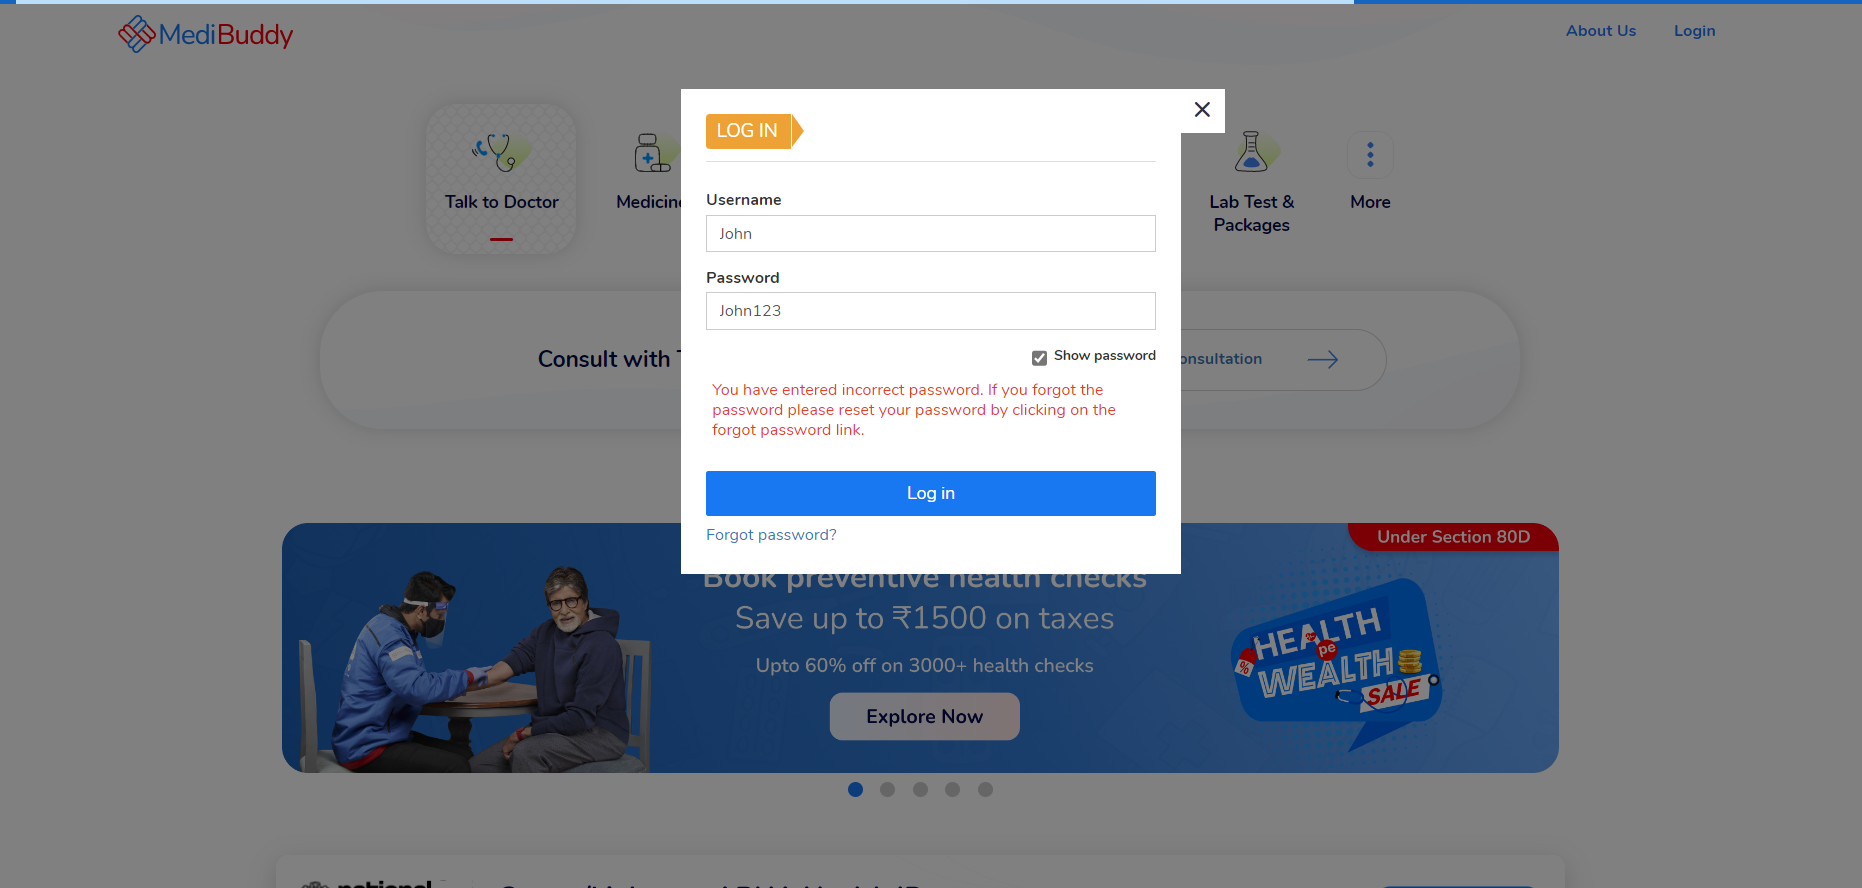 MediBuddy
About Us
Login
Talk to Doctor
Medicine
Lab Test &
Packages
More
LOG IN
Username
John
Password
John123
Show password
You have entered incorrect password. If you forgot the
password please reset your password by clicking on the
forgot password link.
Log in
Forgot password?
Consult with
onsultation
Under Section 80D
Book preventive health checks
Save up to ₹1500 on taxes
Upto 60% off on 3000+ health checks
Explore Now
HEALTH
pe
WEALTH
%
SALE
national